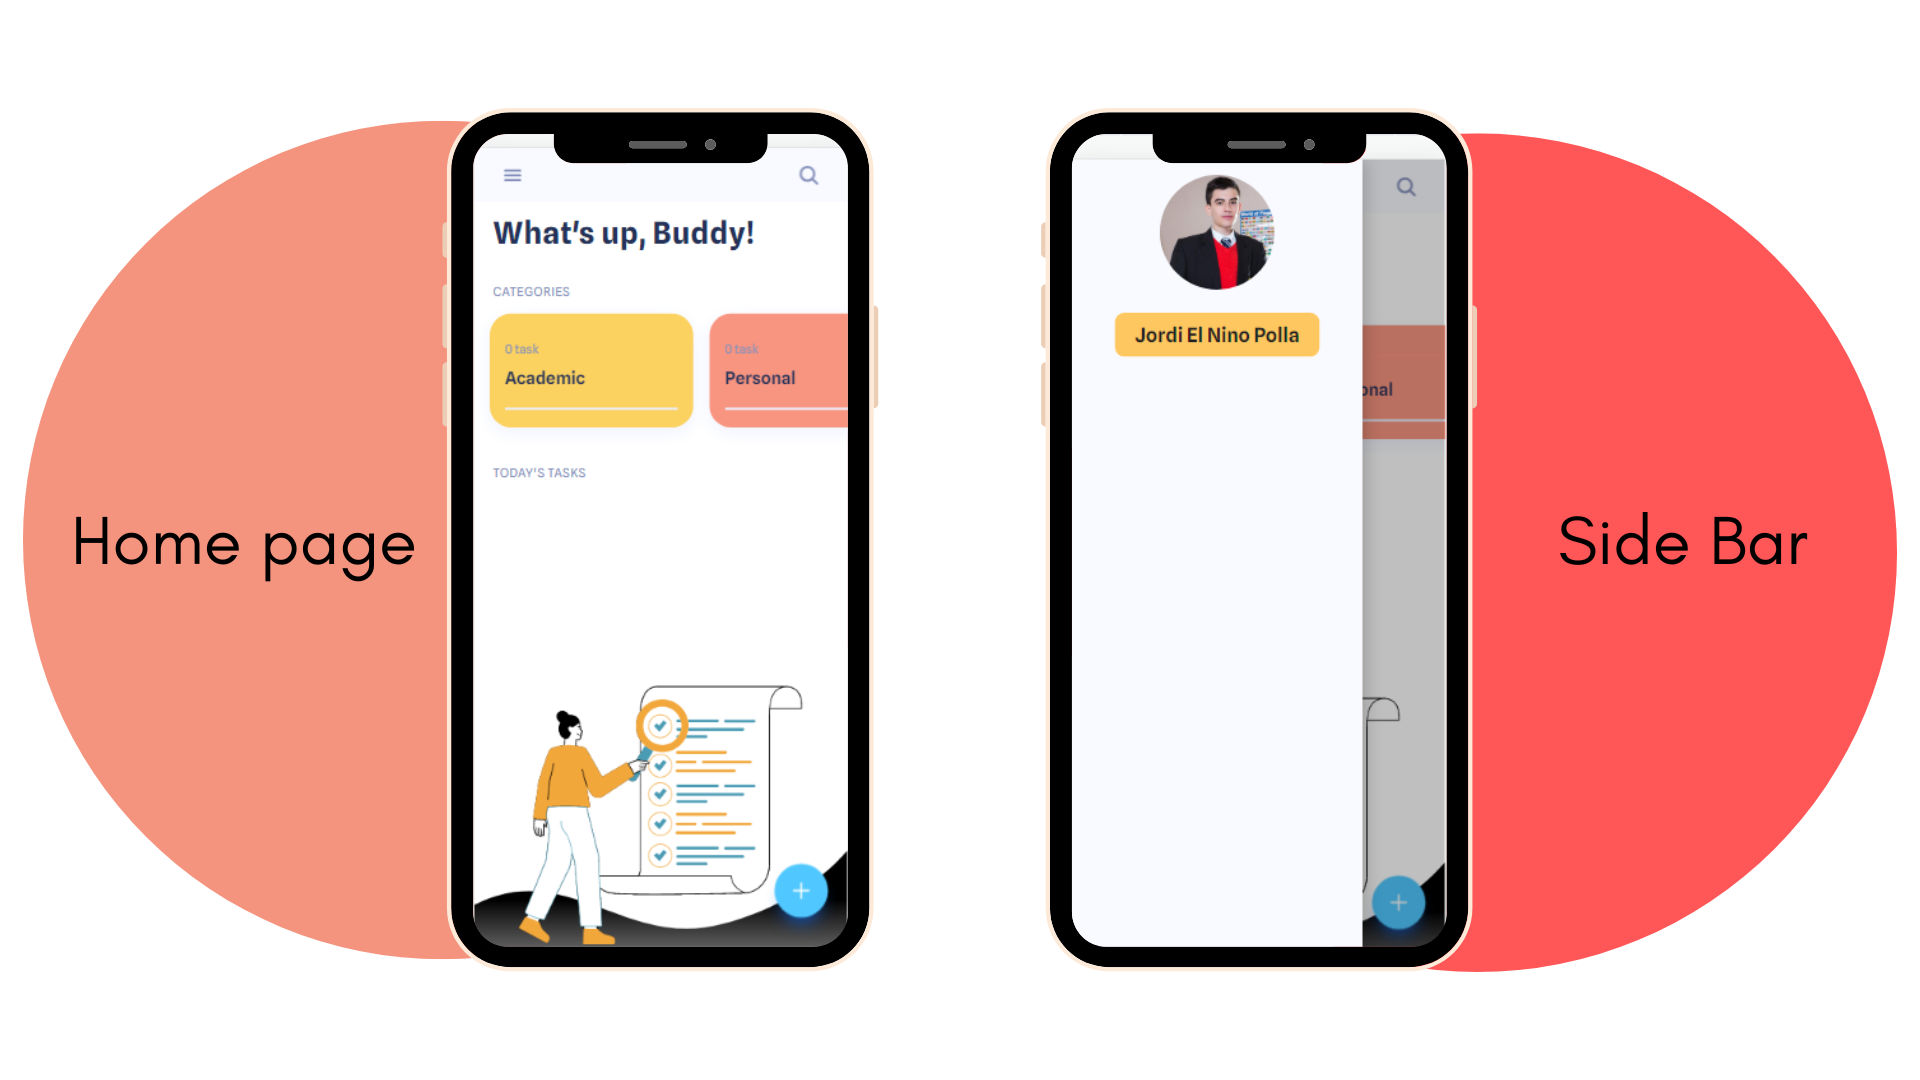 Home page
What's up, Buddy!
CATEGORIES
0 task
Academic
0 task
Personal
TODAY'S TASKS
Jordi El Nino Polla
onal
Side Bar